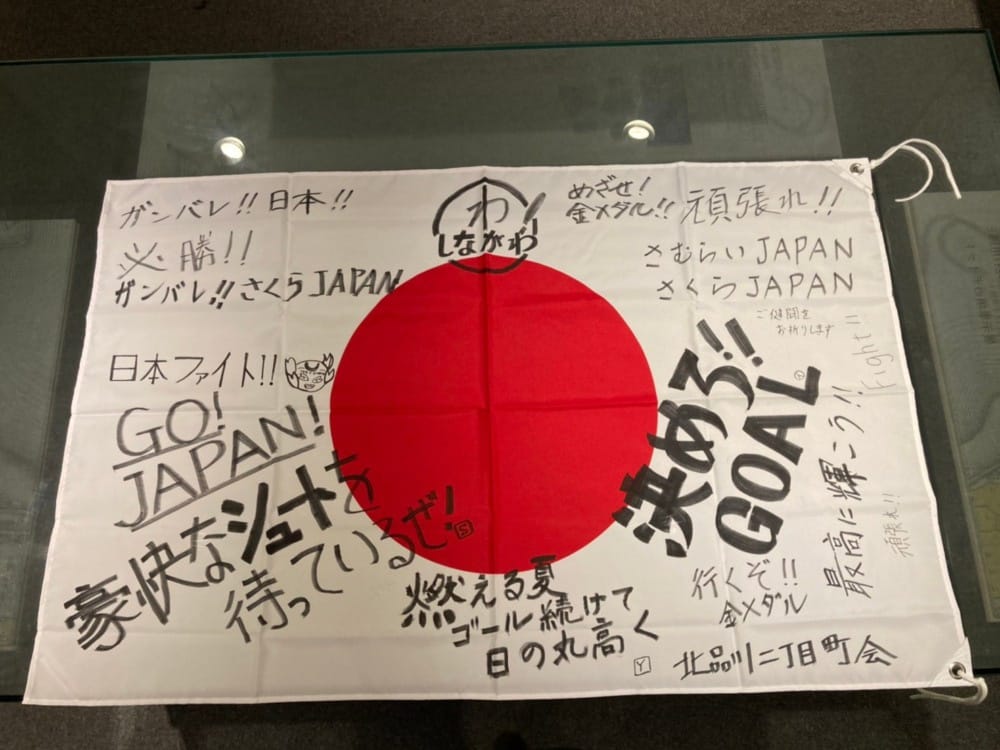 ガンバレ!!日本!!
必勝!!
ガンバレ!!さくらJAPAN
日本ファイト!!
GO!
JAPAN!
豪快なシュートを
待っているぜ!
S
わ!
しながわ
めざせ!
金メダル!!
頑張れ!!
さむらいJAPAN
さくらJAPAN
ご健闘を
お祈りします
Fight!!
決めろ!!
GOAL
Y
最高に輝こう!!
頑張れ!!
燃える夏
ゴール続けて
日の丸高く
Y
行くぞ!!
金メダル
北品川二丁目町会